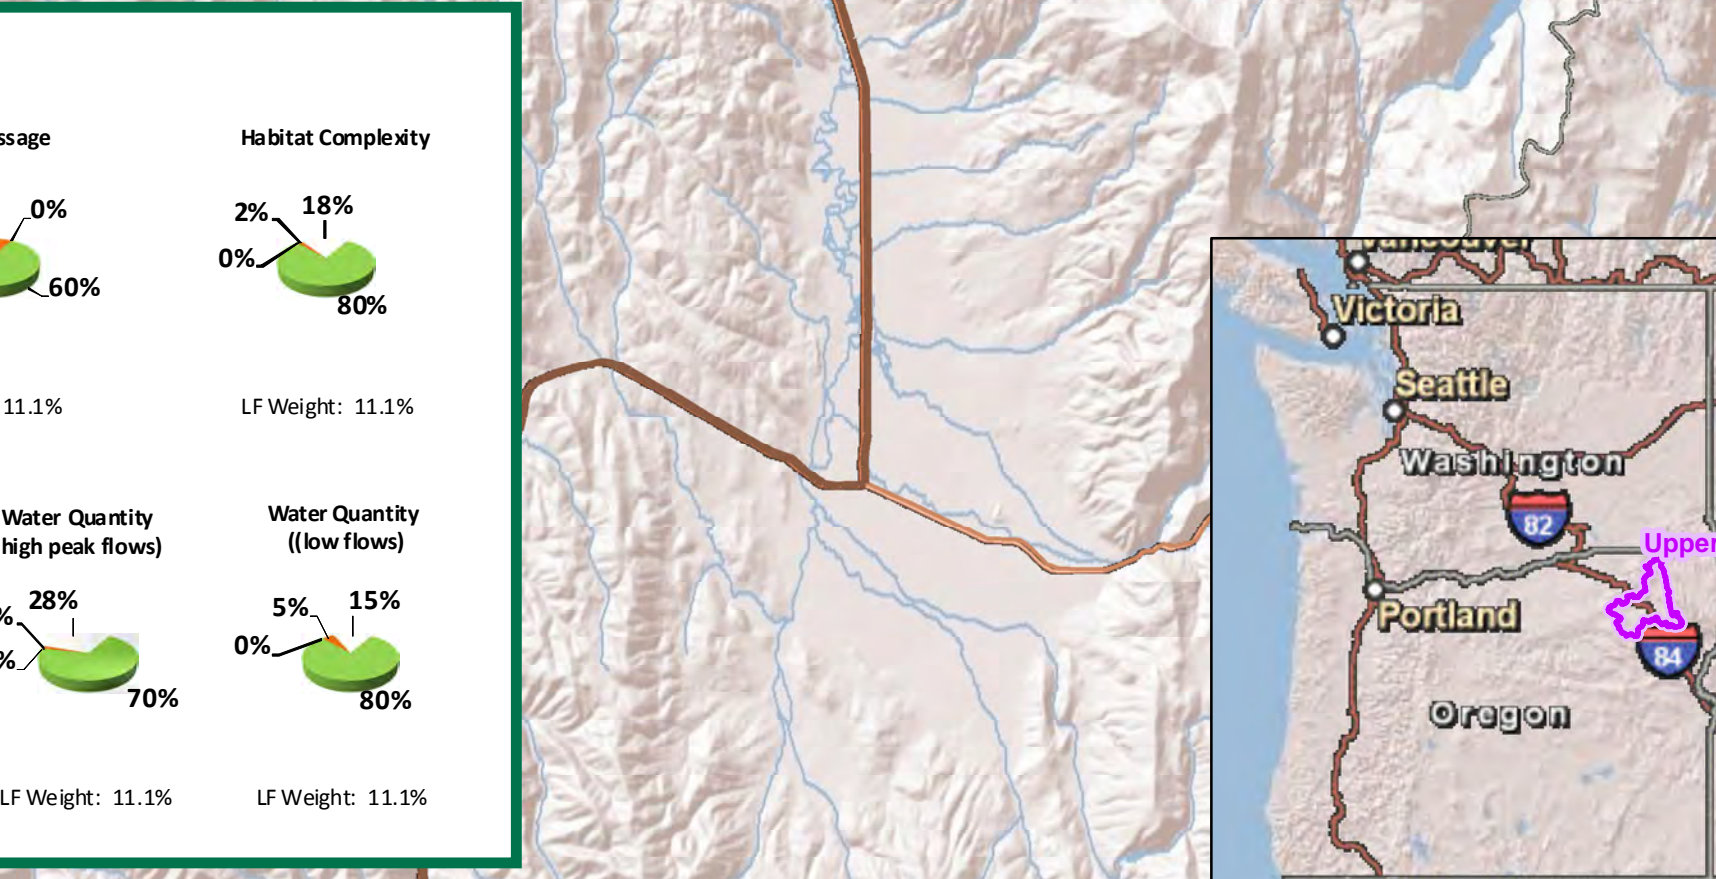 ssage
Habitat Complexity
0%
60%
2%
18%
0%
80%
11.1%
LF Weight: 11.1%
Water Quantity
high peak flows)
Water Quantity
((low flows)
%
28%
%
70%
5%
15%
0%
80%
LF Weight: 11.1%
LF Weight: 11.1%
Vancouver
Victoria
Seattle
Washington
82
Upper
Portland
84
Oregon